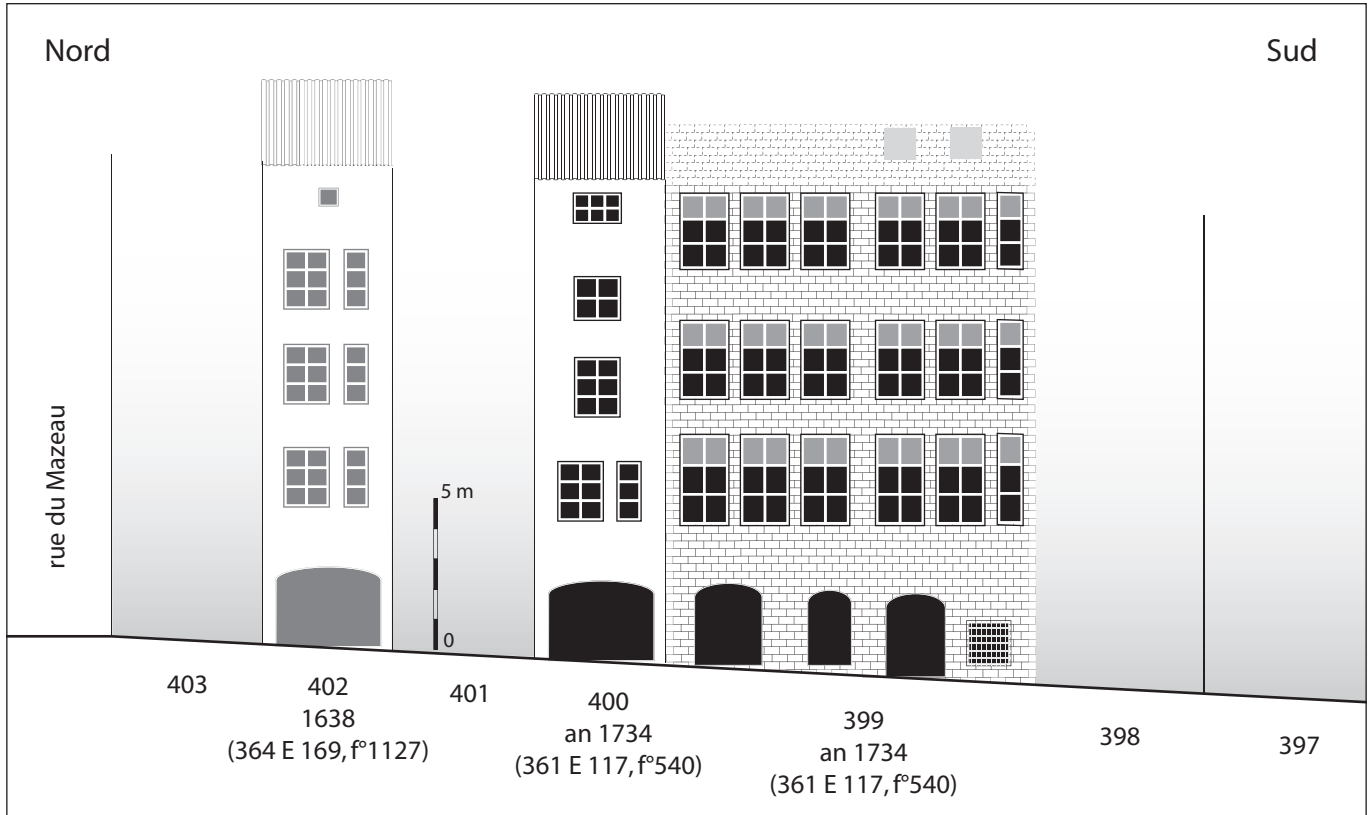 Nord
Sud
rue du Mazeau
5 m
0
403
402
1638
(364 E 169, f°1127)
401
400
an 1734
(361 E 117, f°540)
399
an 1734
(361 E 117, f°540)
398
397